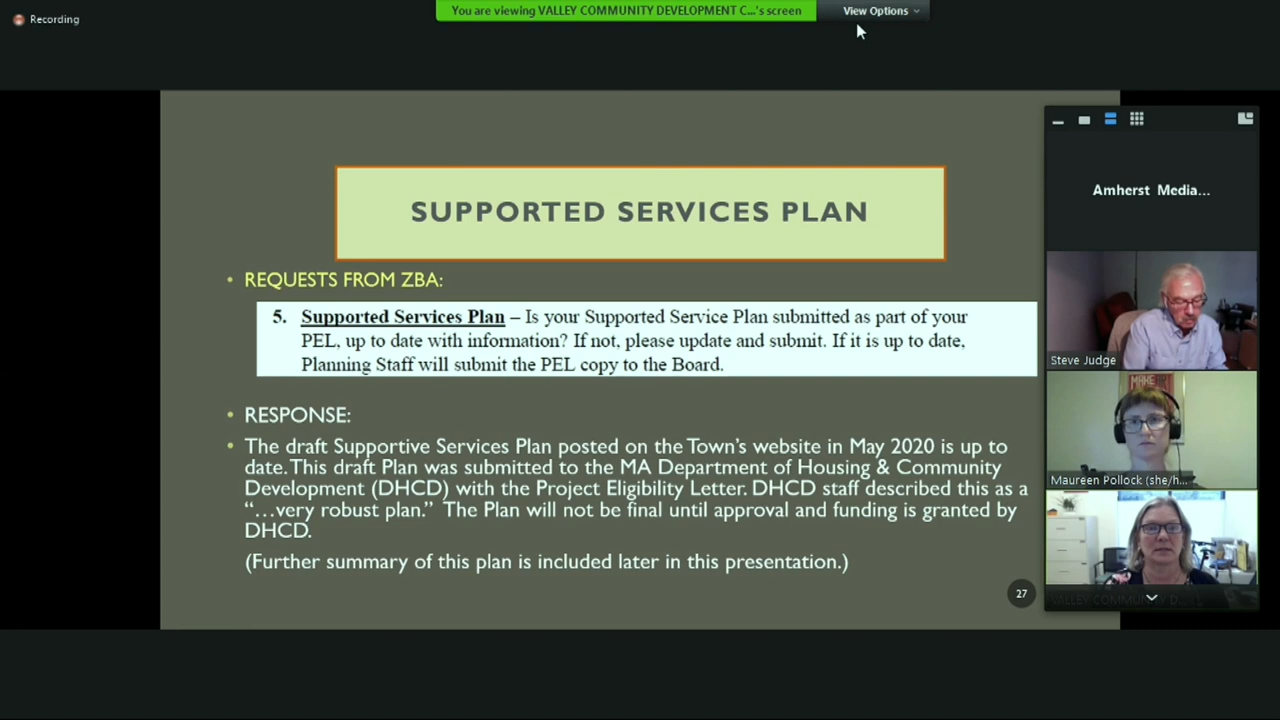 Recording
You are viewing VALLEY COMMUNITY DEVELOPMENT C...'s screen
View Options
SUPPORTED SERVICES PLAN
• REQUESTS FROM ZBA:
5. Supported Services Plan – Is your Supported Service Plan submitted as part of your
PEL, up to date with information? If not, please update and submit. If it is up to date,
Planning Staff will submit the PEL copy to the Board.
• RESPONSE:
• The draft Supportive Services Plan posted on the Town's website in May 2020 is up to
date. This draft Plan was submitted to the MA Department of Housing & Community
Development (DHCD) with the Project Eligibility Letter. DHCD staff described this as a
“…very robust plan.” The Plan will not be final until approval and funding is granted by
DHCD.
(Further summary of this plan is included later in this presentation.)
27
Amherst Media...
Steve Judge
Maureen Pollock (she/h...
VALLEY COMMUNITY D...